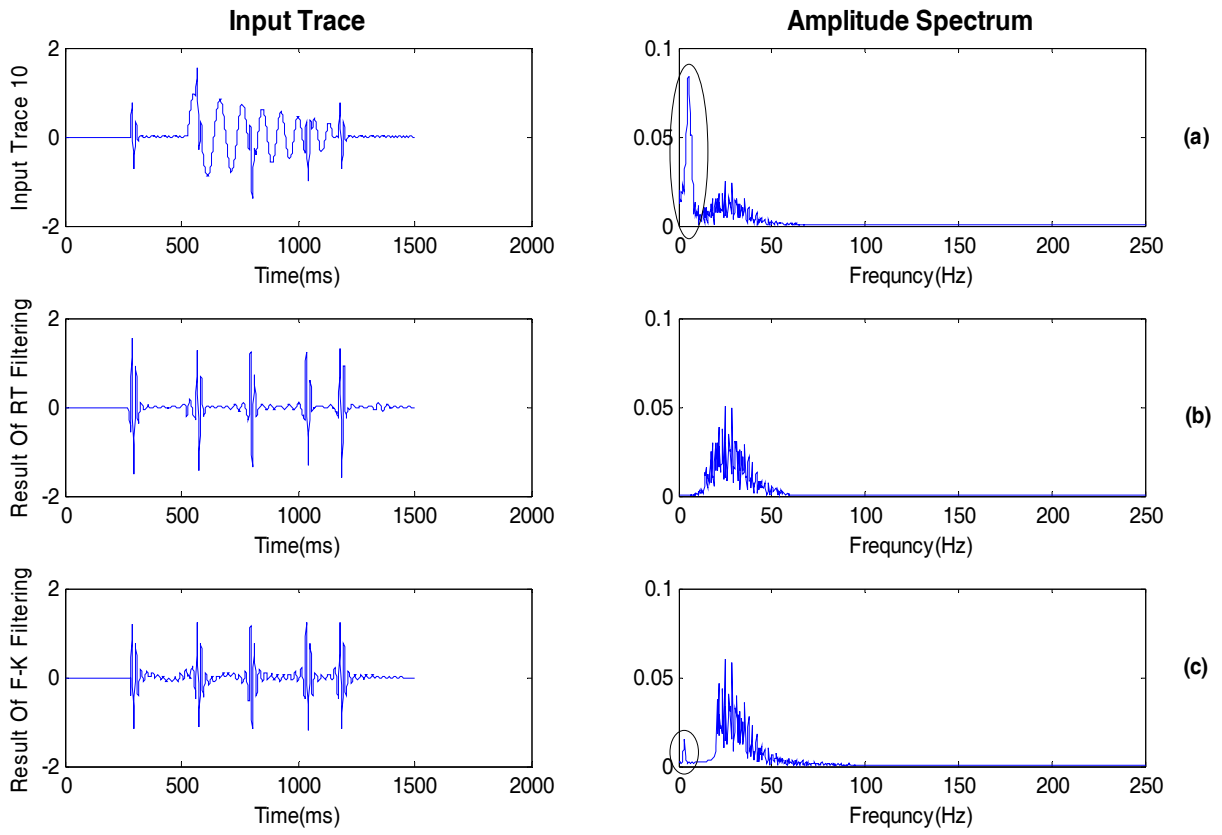 Input Trace
Amplitude Spectrum
Input Trace 10
2
0
-2
0 500 1000 1500 2000
Time(ms)
0.1
0.05
0
0 50 100 150 200 250
Frequncy(Hz)
(a)
Result Of RT Filtering
2
0
-2
0 500 1000 1500 2000
Time(ms)
0.1
0.05
0
0 50 100 150 200 250
Frequncy(Hz)
(b)
Result Of F-K Filtering
2
0
-2
0 500 1000 1500 2000
Time(ms)
0.1
0.05
0
0 50 100 150 200 250
Frequncy(Hz)
(c)